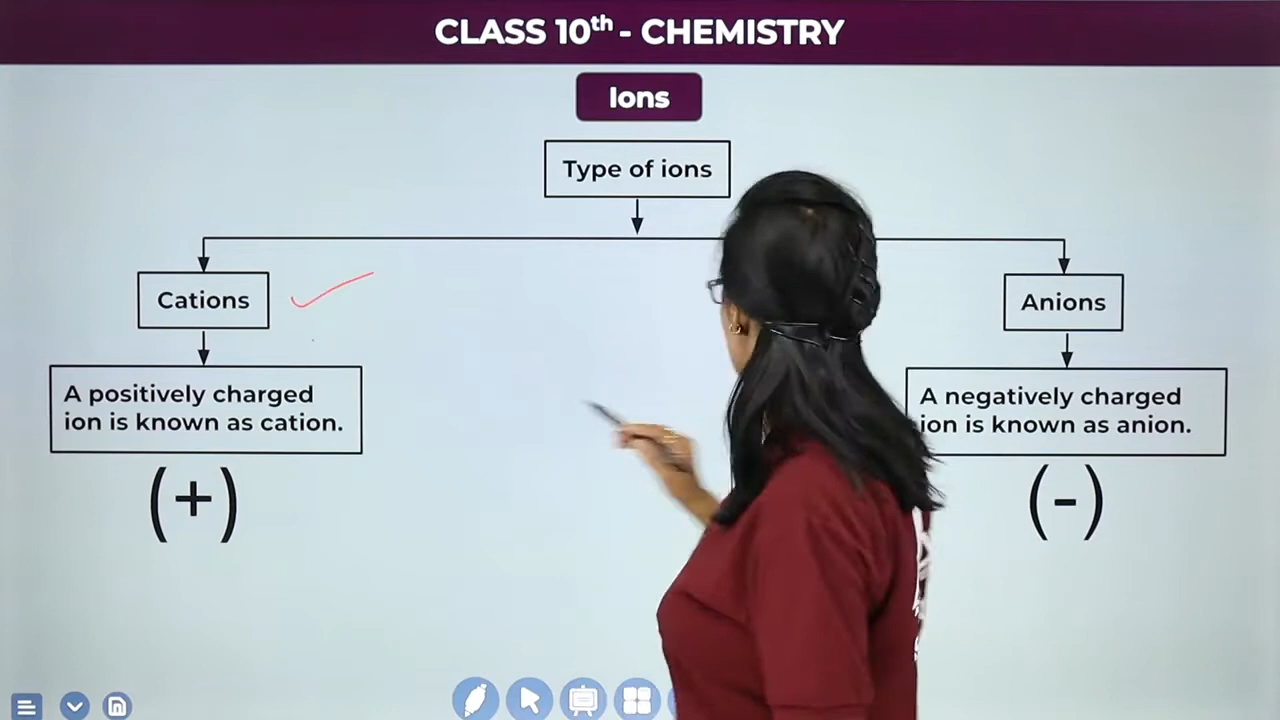 CLASS 10th - CHEMISTRY
Ions
Type of ions
Cations
Anions
A positively charged
ion is known as cation.
A negatively charged
ion is known as anion.
(+)
(-)